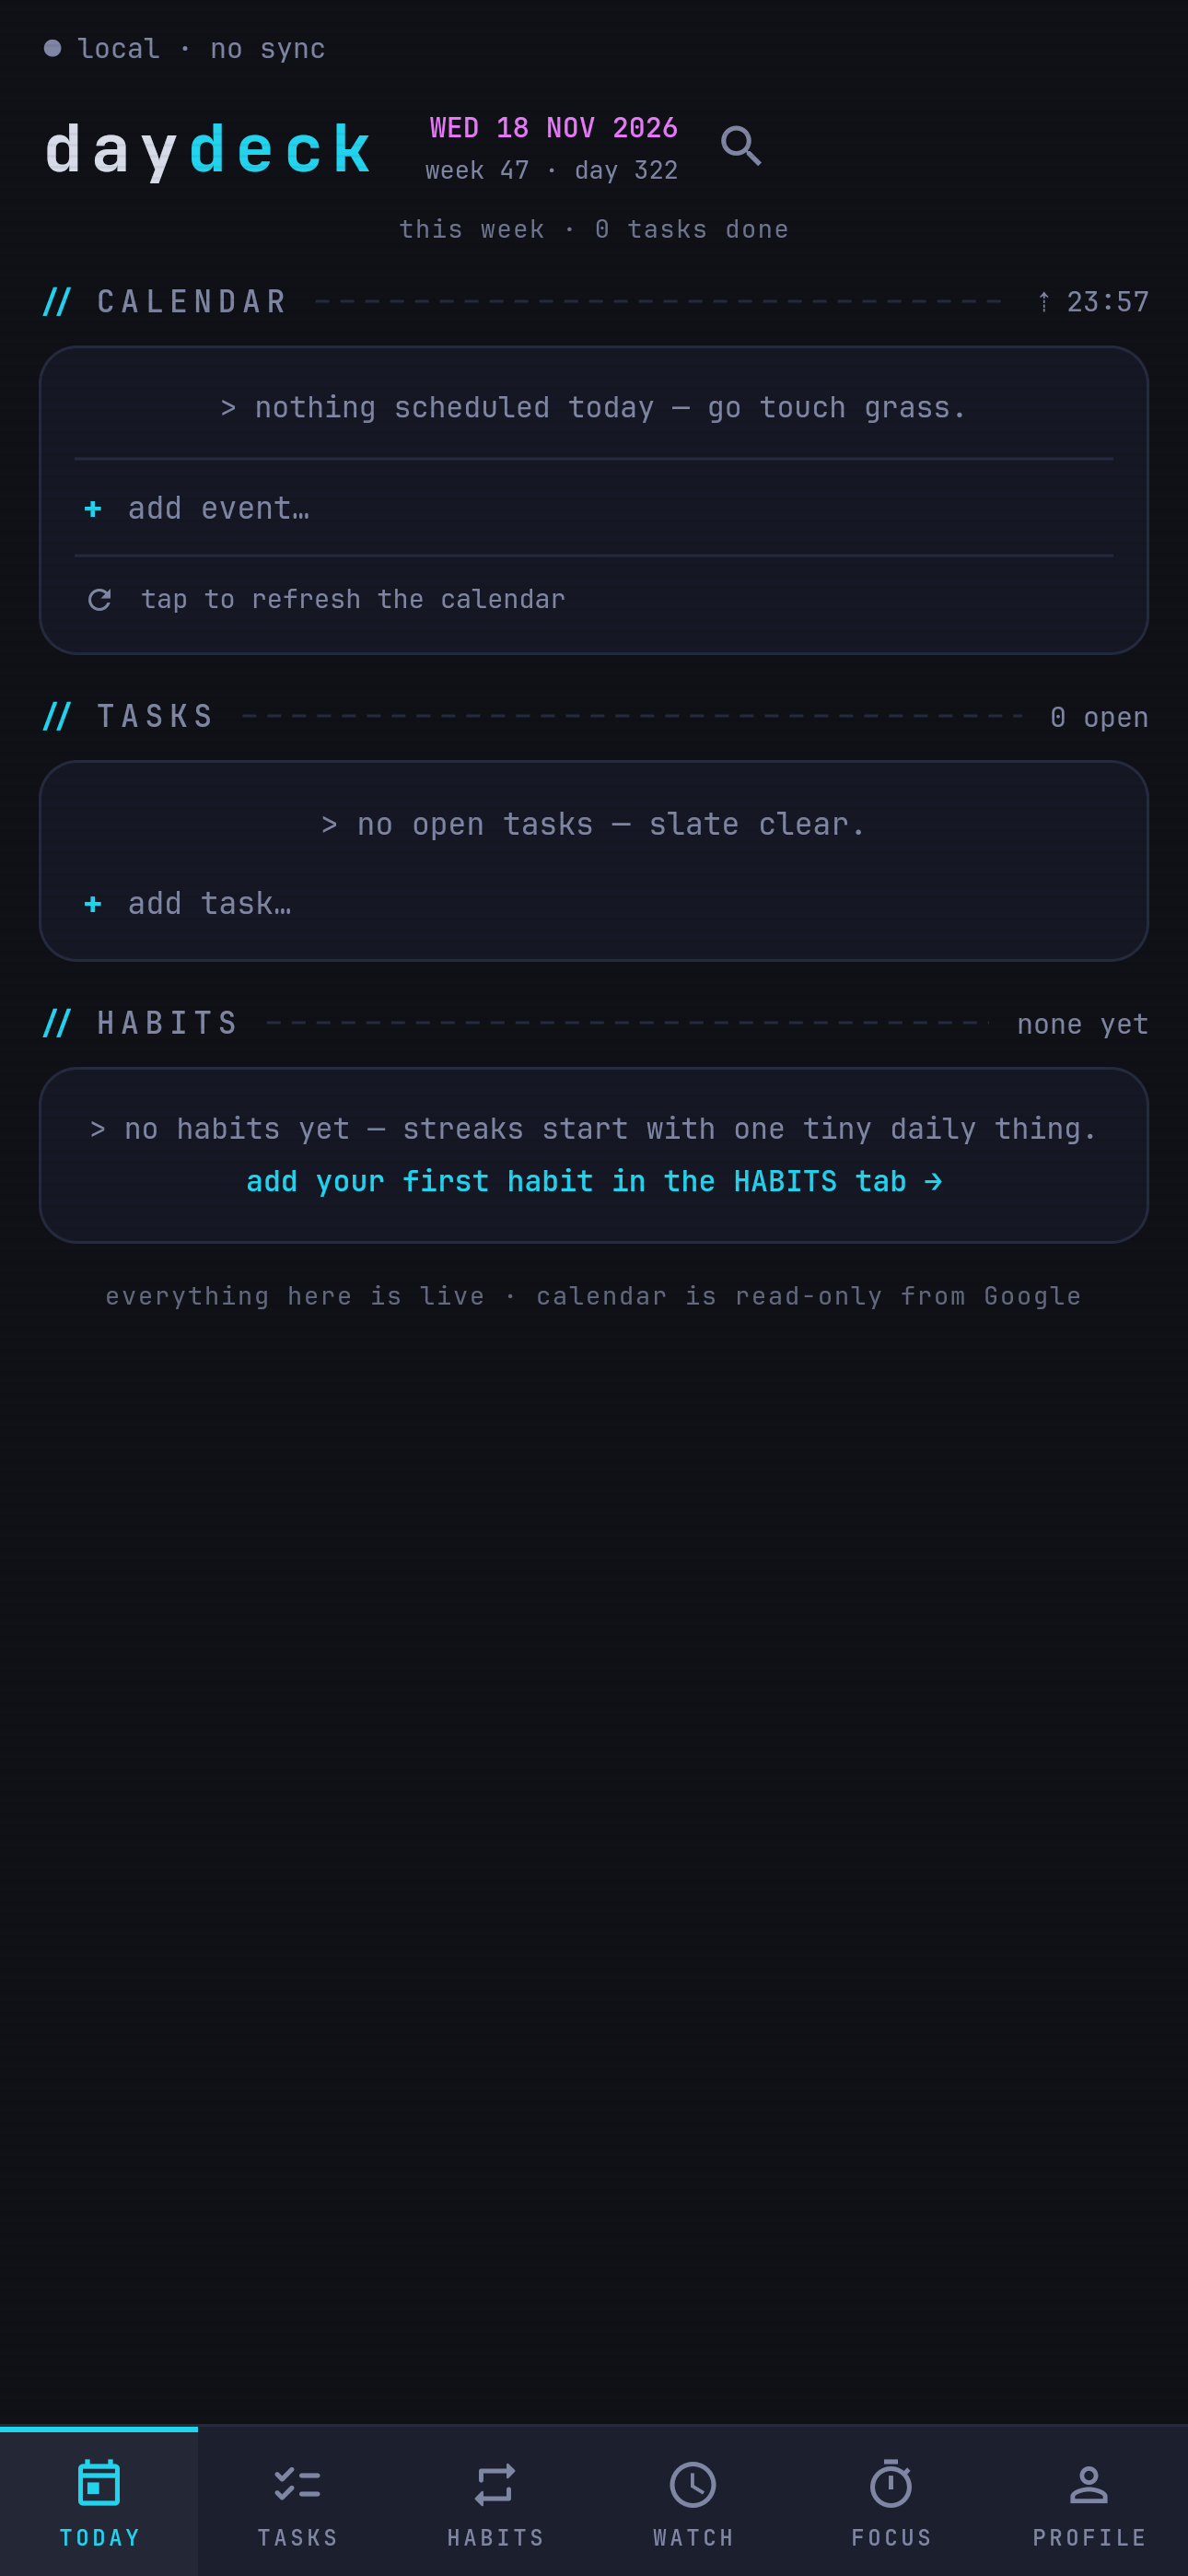 local · no sync
daydeck
WED 18 NOV 2026
week 47 · day 322
this week · 0 tasks done
// CALENDAR
⇡ 23:57
> nothing scheduled today — go touch grass.
+ add event…
tap to refresh the calendar
// TASKS
0 open
> no open tasks — slate clear.
+ add task…
// HABITS
none yet
> no habits yet — streaks start with one tiny daily thing.
add your first habit in the HABITS tab →
everything here is live · calendar is read-only from Google
TODAY
TASKS
HABITS
WATCH
FOCUS
PROFILE